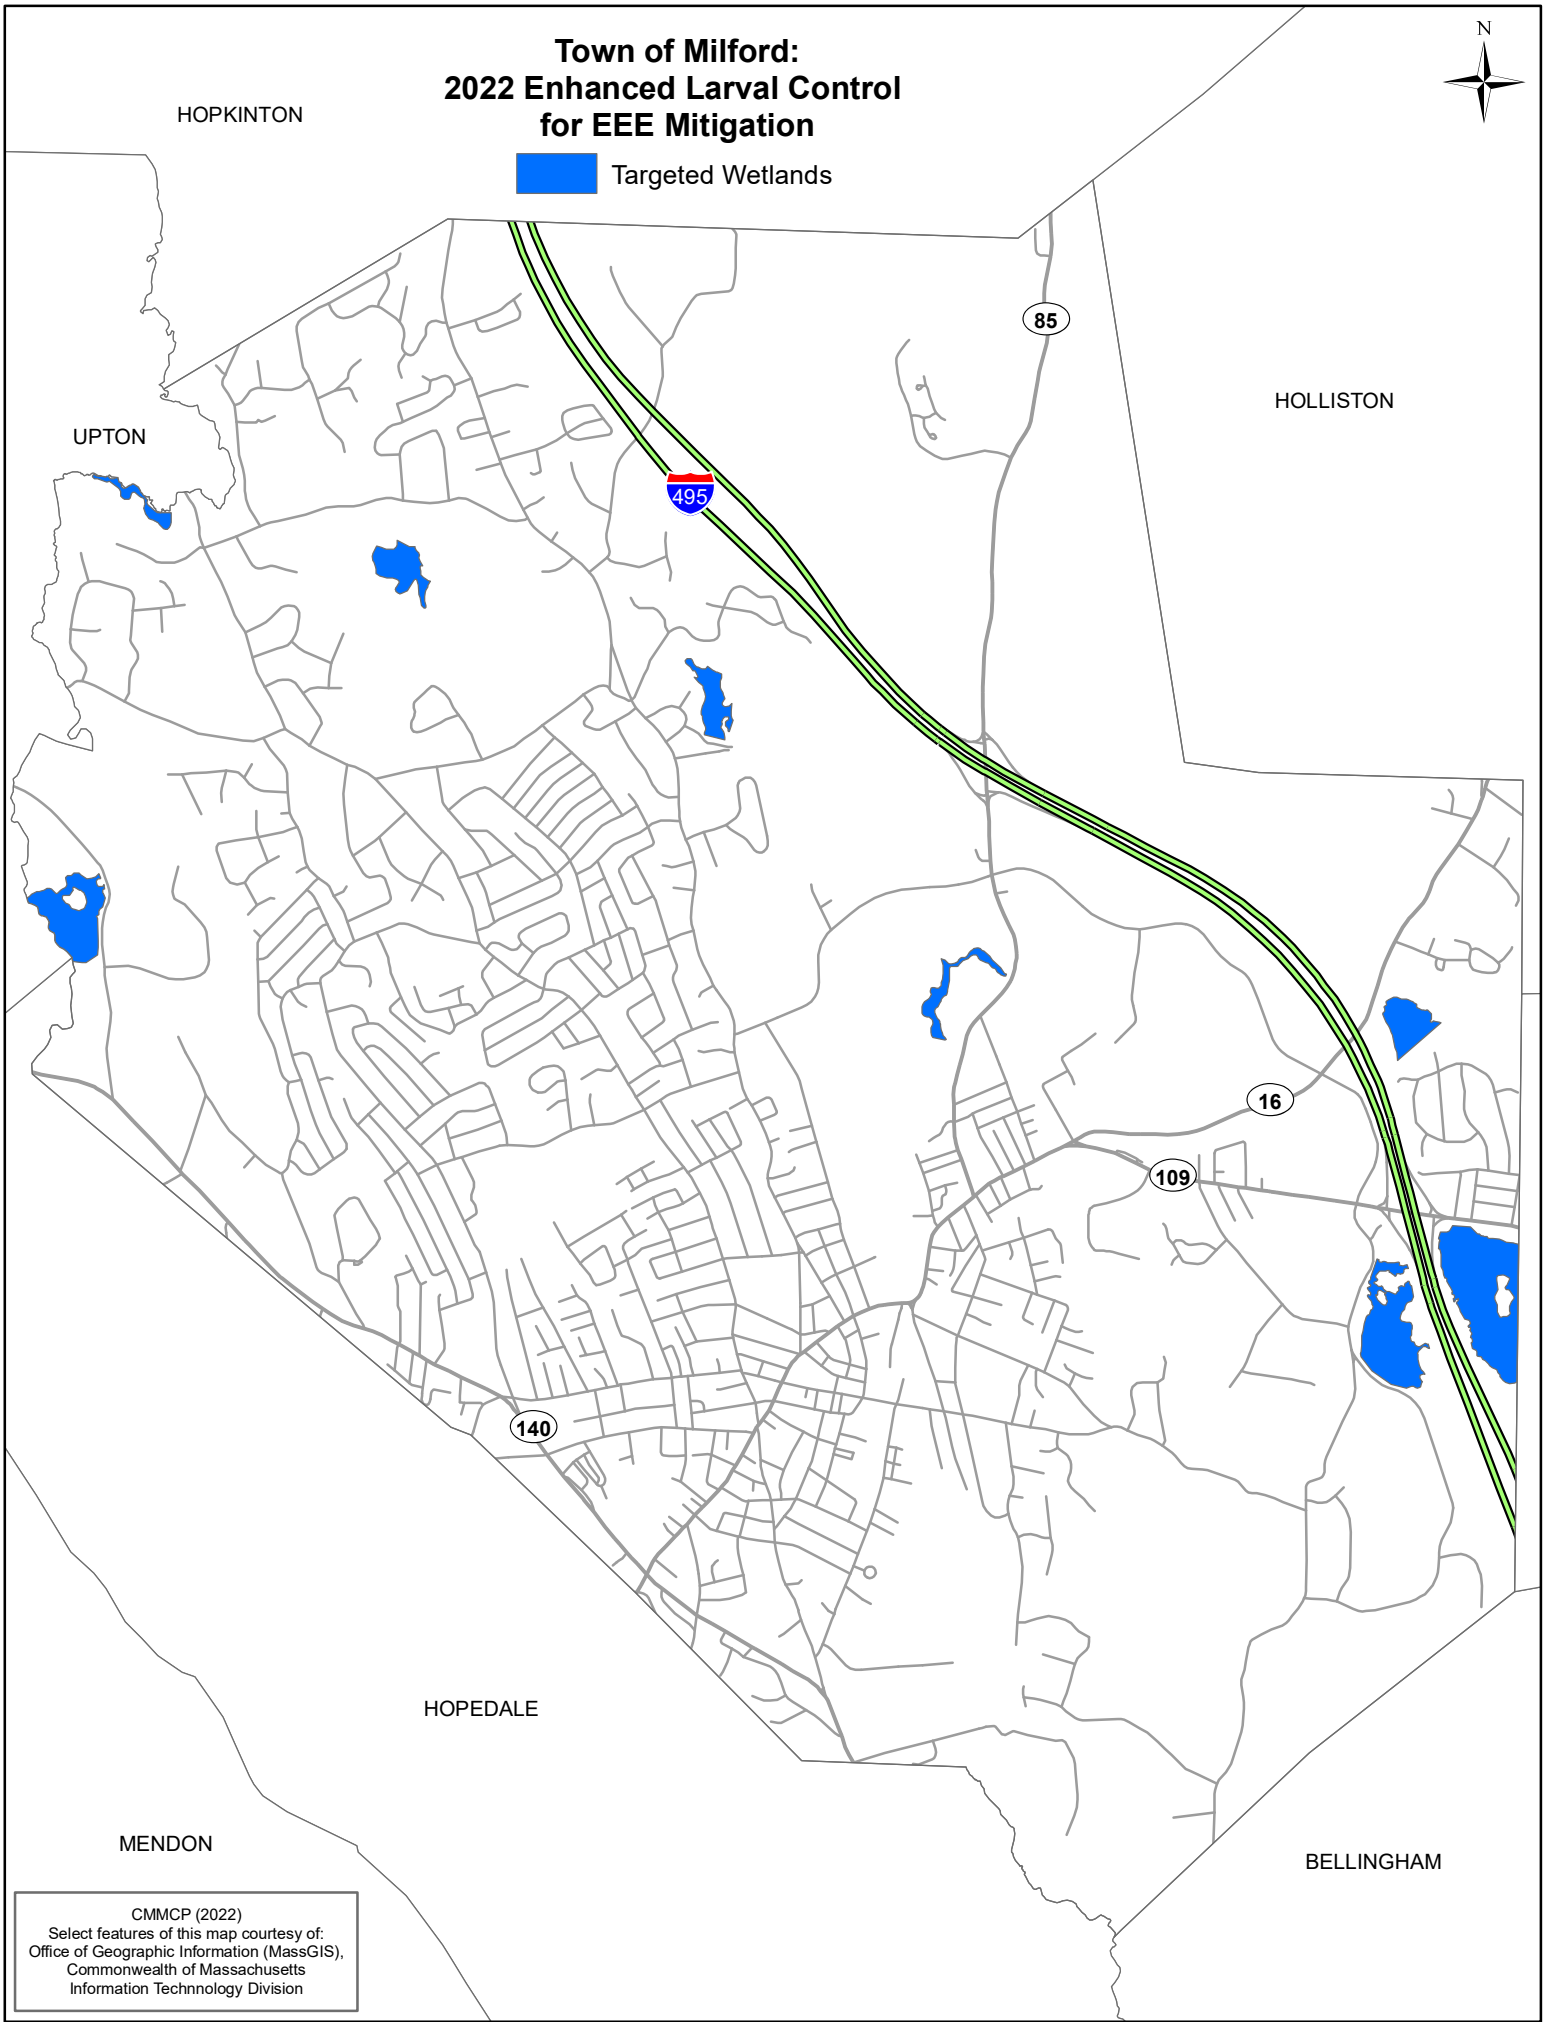 Town of Milford:
2022 Enhanced Larval Control
for EEE Mitigation
Targeted Wetlands
N
HOPKINTON
85
HOLLISTON
UPTON
495
16
109
140
HOPEDALE
MENDON
BELLINGHAM
CMMCP (2022)
Select features of this map courtesy of:
Office of Geographic Information (MassGIS),
Commonwealth of Massachusetts
Information Technnology Division